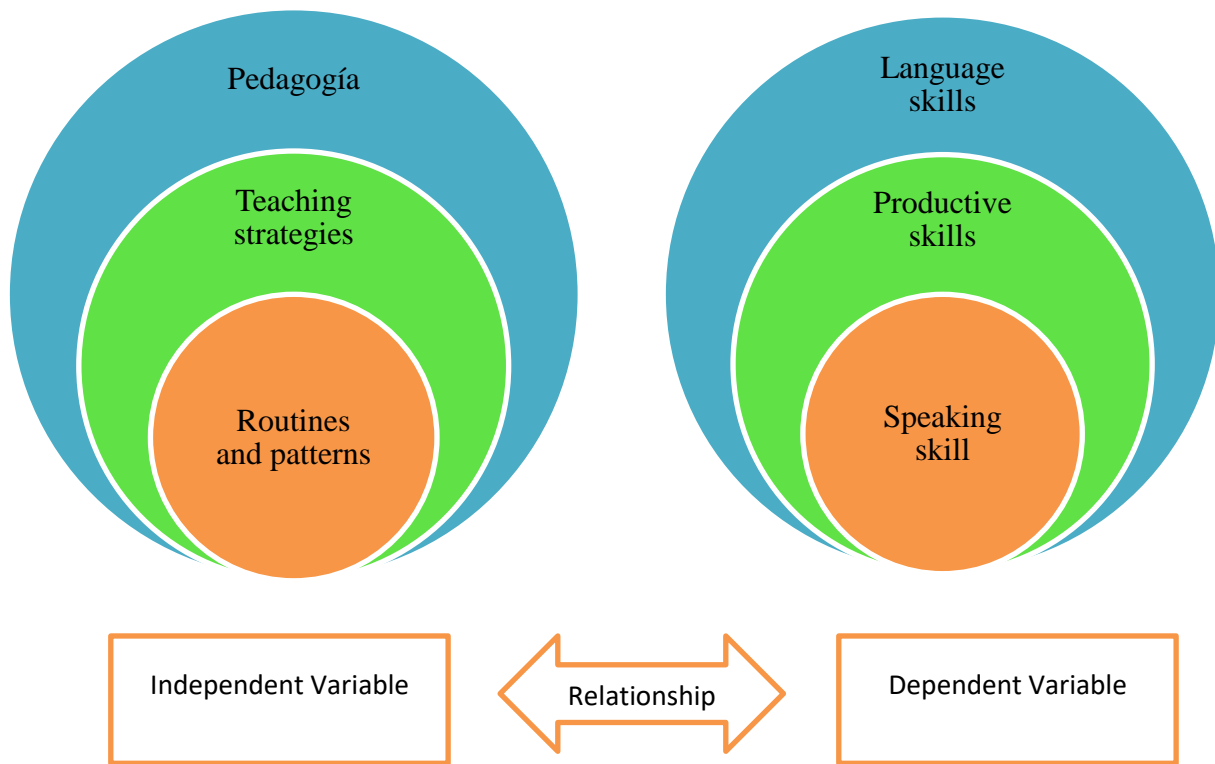 Pedagogía
Teaching
strategies
Routines
and patterns
Language
skills
Productive
skills
Speaking
skill
Independent Variable
Relationship
Dependent Variable